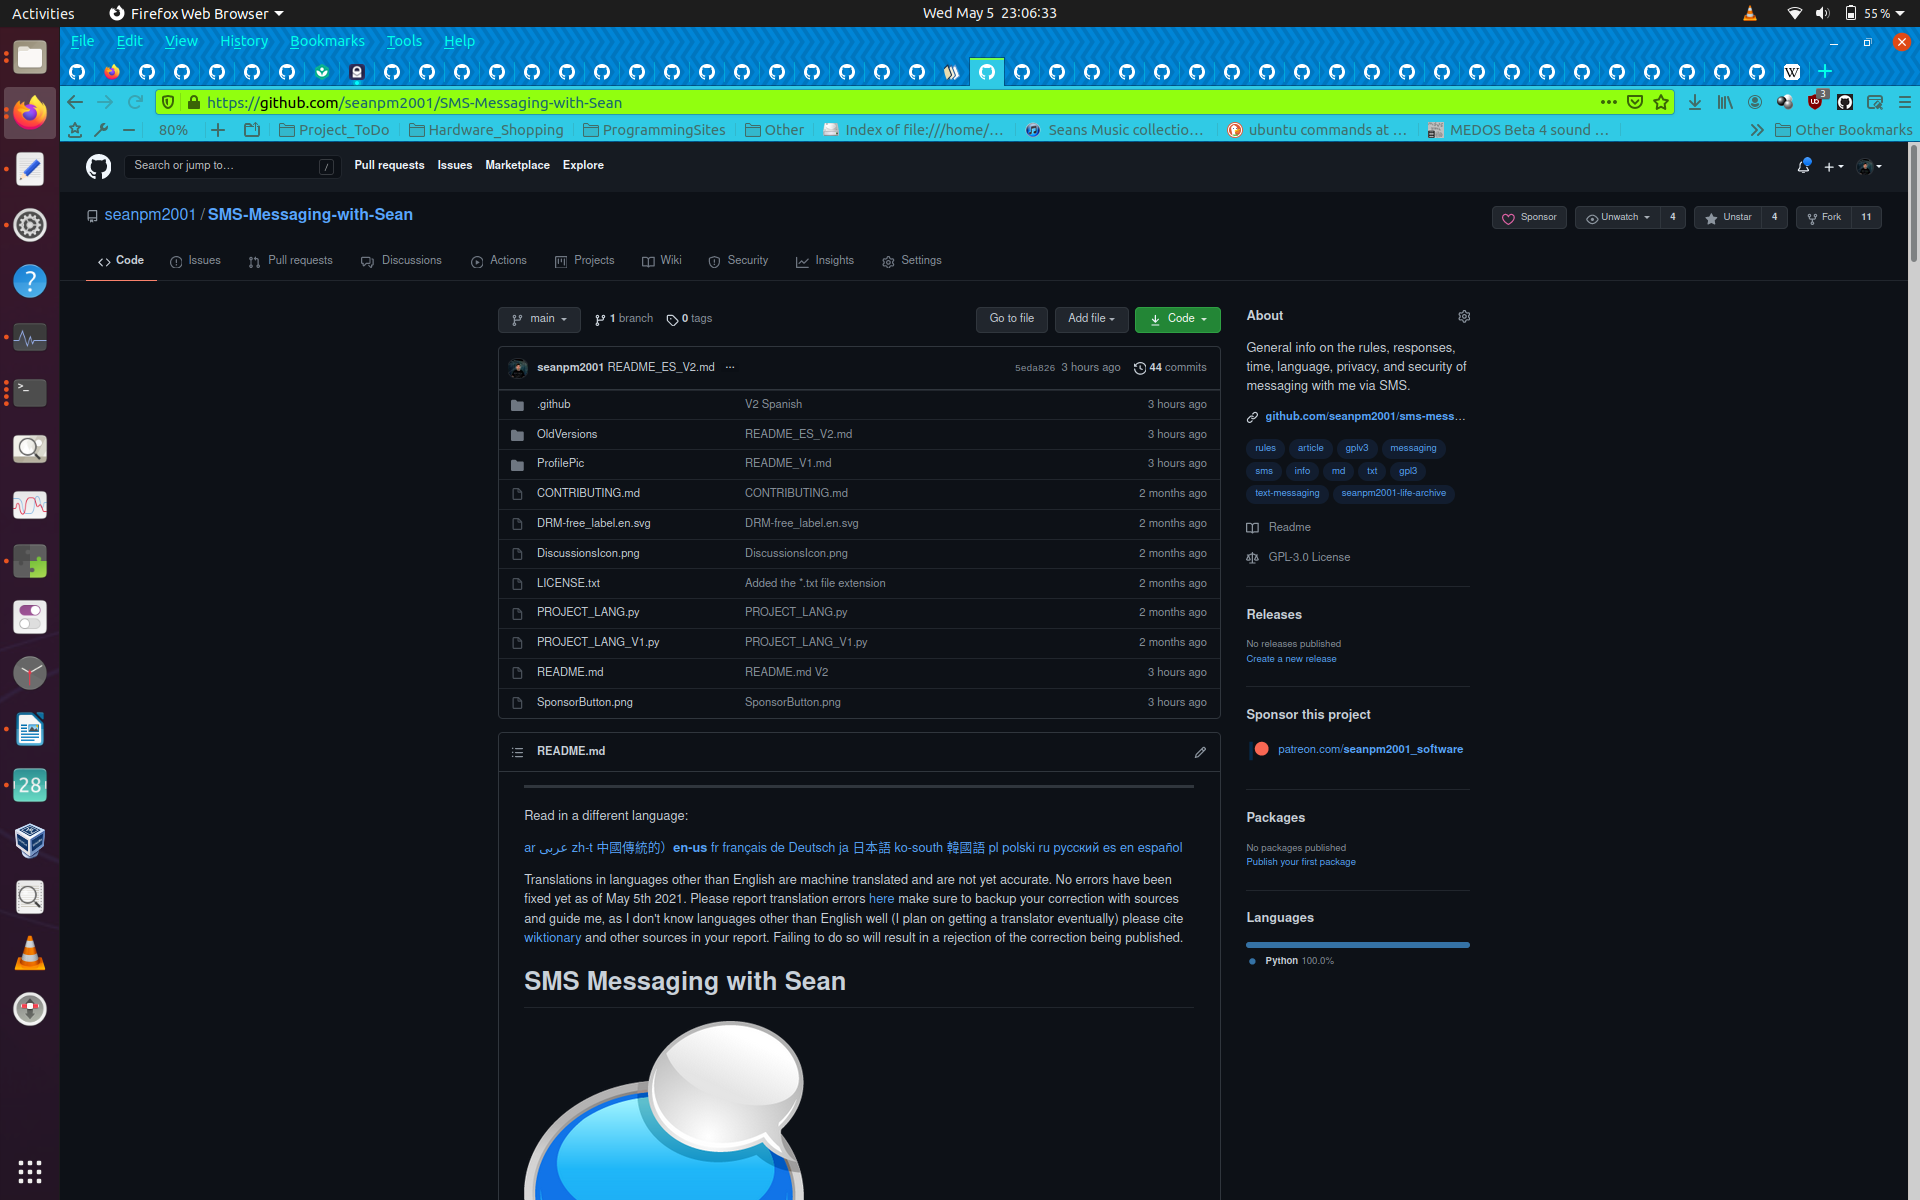 Activities Firefox Web Browser Wed May 5 23:06:33 55 %
File Edit View History Bookmarks Tools Help
W
https://github.com/seanpm2001/SMS-Messaging-with-Sean 3
80% Project_ToDo Hardware_Shopping ProgrammingSites Other Index of file:///home/... Seans Music collectio... ubuntu commands at ... MEDOS Beta 4 sound ... Other Bookmarks
Search or jump to... / Pull requests Issues Marketplace Explore
seanpm2001 / SMS-Messaging-with-Sean Sponsor Unwatch 4 Unstar 4 Fork 11
Code Issues Pull requests Discussions Actions Projects Wiki Security Insights Settings
main 1 branch 0 tags Go to file Add file Code
seanpm2001 README_ES_V2.md ... 5eda826 3 hours ago 44 commits
.github V2 Spanish 3 hours ago
OldVersions README_ES_V2.md 3 hours ago
ProfilePic README_V1.md 3 hours ago
CONTRIBUTING.md CONTRIBUTING.md 2 months ago
DRM-free_label.en.svg DRM-free_label.en.svg 2 months ago
DiscussionsIcon.png DiscussionsIcon.png 2 months ago
LICENSE.txt Added the *.txt file extension 2 months ago
PROJECT_LANG.py PROJECT_LANG.py 2 months ago
PROJECT_LANG_V1.py PROJECT_LANG_V1.py 2 months ago
README.md README.md V2 3 hours ago
SponsorButton.png SponsorButton.png 3 hours ago
README.md
Read in a different language:
ar عربى zh-t 中國傳統的） en-us fr français de Deutsch ja 日本語 ko-south 韓國語 pl polski ru русский es en español
Translations in languages other than English are machine translated and are not yet accurate. No errors have been
fixed yet as of May 5th 2021. Please report translation errors here make sure to backup your correction with sources
and guide me, as I don't know languages other than English well (I plan on getting a translator eventually) please cite
wiktionary and other sources in your report. Failing to do so will result in a rejection of the correction being published.
SMS Messaging with Sean
About
General info on the rules, responses,
time, language, privacy, and security of
messaging with me via SMS.
github.com/seanpm2001/sms-mess...
rules article gplv3 messaging
sms info md txt gpl3
text-messaging seanpm2001-life-archive
Readme
GPL-3.0 License
Releases
No releases published
Create a new release
Sponsor this project
patreon.com/seanpm2001_software
Packages
No packages published
Publish your first package
Languages
Python 100.0%
28